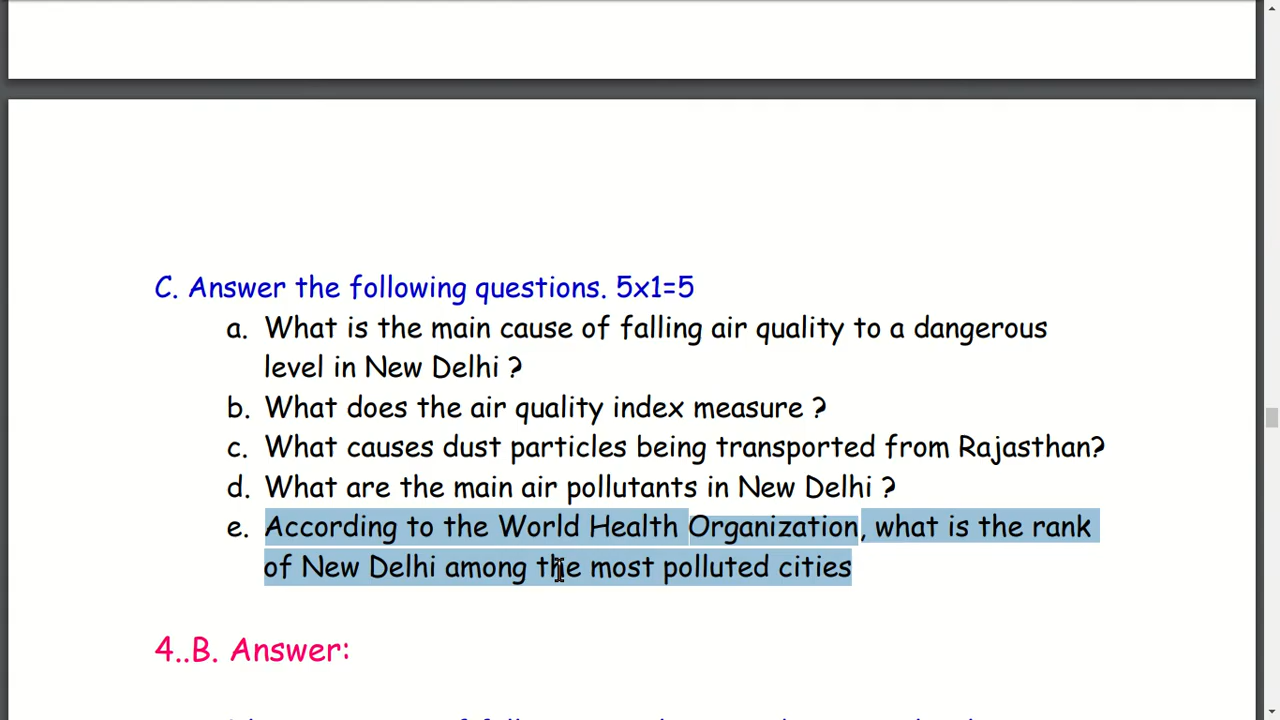 C. Answer the following questions. 5x1=5
a. What is the main cause of falling air quality to a dangerous
level in New Delhi ?
b. What does the air quality index measure ?
c. What causes dust particles being transported from Rajasthan?
d. What are the main air pollutants in New Delhi ?
e. According to the World Health Organization, what is the rank
of New Delhi among the most polluted cities
4..B. Answer: